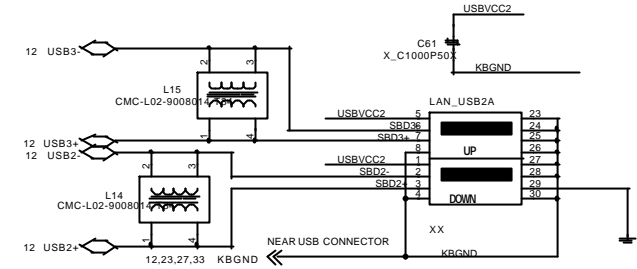 USBVCC2
12 USB3-
C61
X_C1000P50X
2 3
KBGND
L15
CMC-L02-9008014
LAN_USB2A
USBVCC2 5 23
SBD3- 6 24
1 4
12 USB3+
SBD3+ 7 25
12 USB2-
8 UP 26
USBVCC2 1 27
2 3
SBD2- 2 28
L14
SBD2+ 3 29
CMC-L02-9008014
4 DOWN 30
XX
1 4
NEAR USB CONNECTOR
12 USB2+
KBGND
12,23,27,33 KBGND